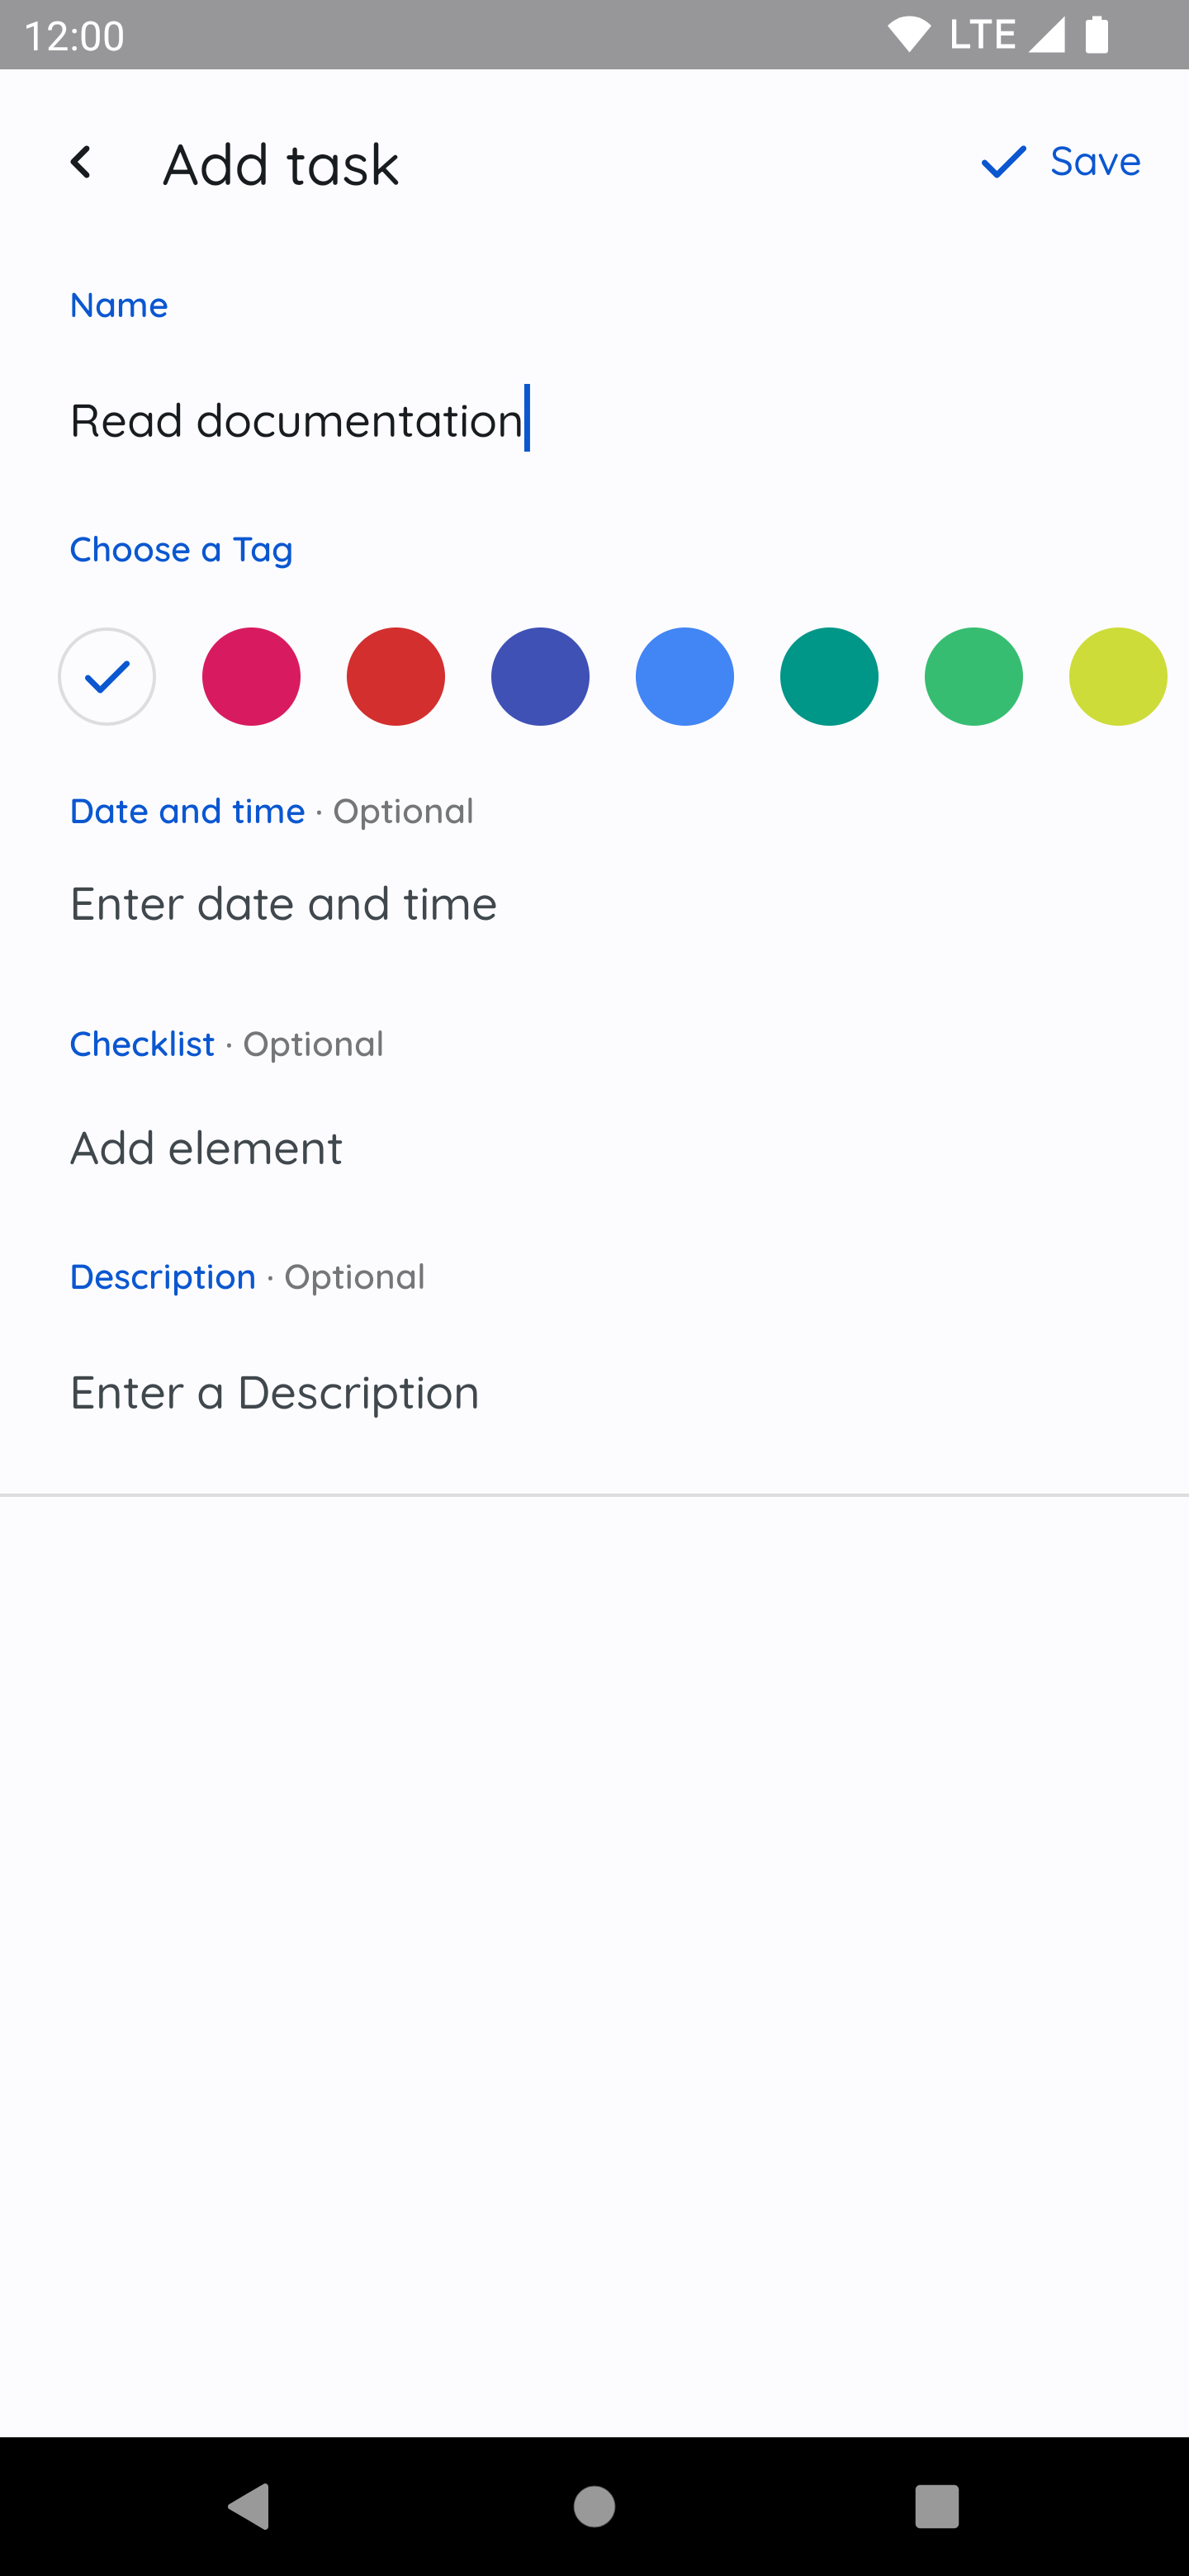 12:00 LTE
Add task Save
Name
Read documentation
Choose a Tag
Date and time · Optional
Enter date and time
Checklist · Optional
Add element
Description · Optional
Enter a Description